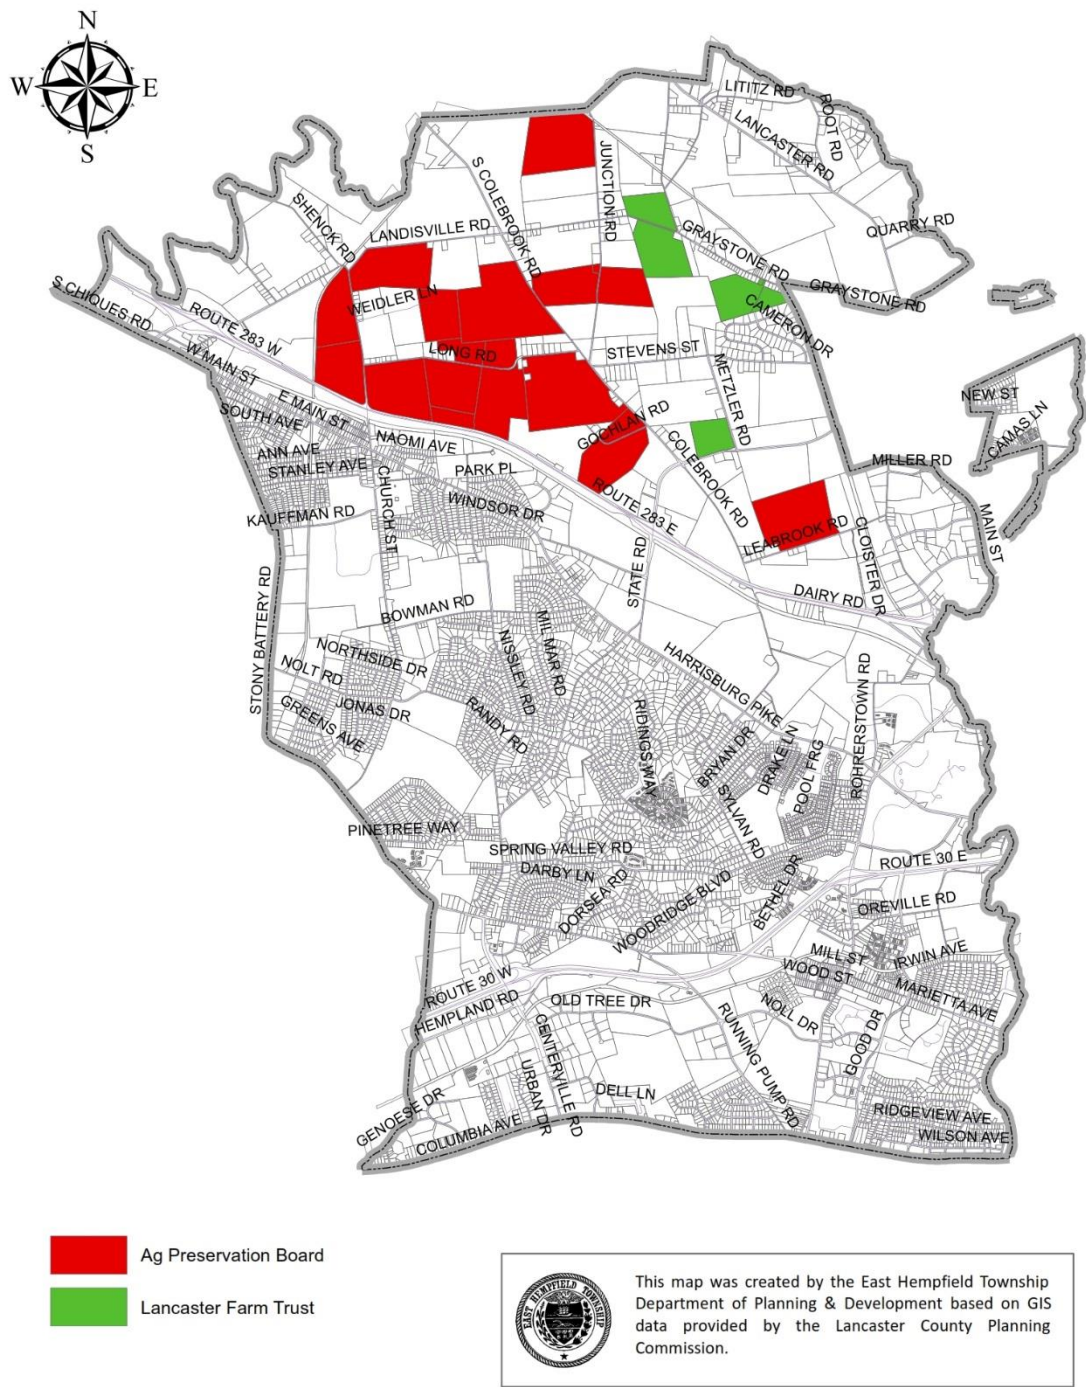 N
W
E
S
LITITZ RD
ROOT RD
LANCASTER RD
JUNCTION RD
S COLEBROOK RD
SHENCK RD
LANDISVILLE RD
QUARRY RD
GRAYSTONE RD
GRAYSTONE RD
S CHIQUES RD
ROUTE 283 W
WEIDLER LN
CAMERON DR
W MAIN ST
LONG RD
STEVENS ST
METZLER RD
E MAIN ST
SOUTH AVE
NEW ST
CAMAS LN
ANN AVE
NAOMI AVE
GOCHLAN RD
COLEBROOK RD
STANLEY AVE
PARK PL
MILLER RD
CHURCH ST
WINDSOR DR
ROUTE 283 E
KAUFFMAN RD
LEABROOK RD
MAIN ST
CLOISTER DR
STATE RD
DAIRY RD
STONY BATTERY RD
BOWMAN RD
MIL MAR RD
NISSLEY RD
NORTHSIDE DR
HARRISBURG PIKE
NOLT RD
ROHRERSTOWN RD
JONAS DR
GREENS AVE
RANDY RD
RIDINGS WAY
BRYAN DR
DRAKE LN
POOL FRG
SYLVAN RD
PINETREE WAY
SPRING VALLEY RD
ROUTE 30 E
DARBY LN
DORSEA RD
WOODRIDGE BLVD
BETHEL DR
OREVILLE RD
MILL ST
IRWIN AVE
WOOD ST
MARIETTA AVE
ROUTE 30 W
HEMPLAND RD
OLD TREE DR
NOLL DR
GOOD DR
RUNNING PUMP RD
CENTERVILLE RD
URBAN DR
DELL LN
GENOESE DR
COLUMBIA AVE
RIDGEVIEW AVE
WILSON AVE
Ag Preservation Board
Lancaster Farm Trust
EAST HEMPFIELD TOWNSHIP
This map was created by the East Hempfield Township
Department of Planning & Development based on GIS
data provided by the Lancaster County Planning
Commission.